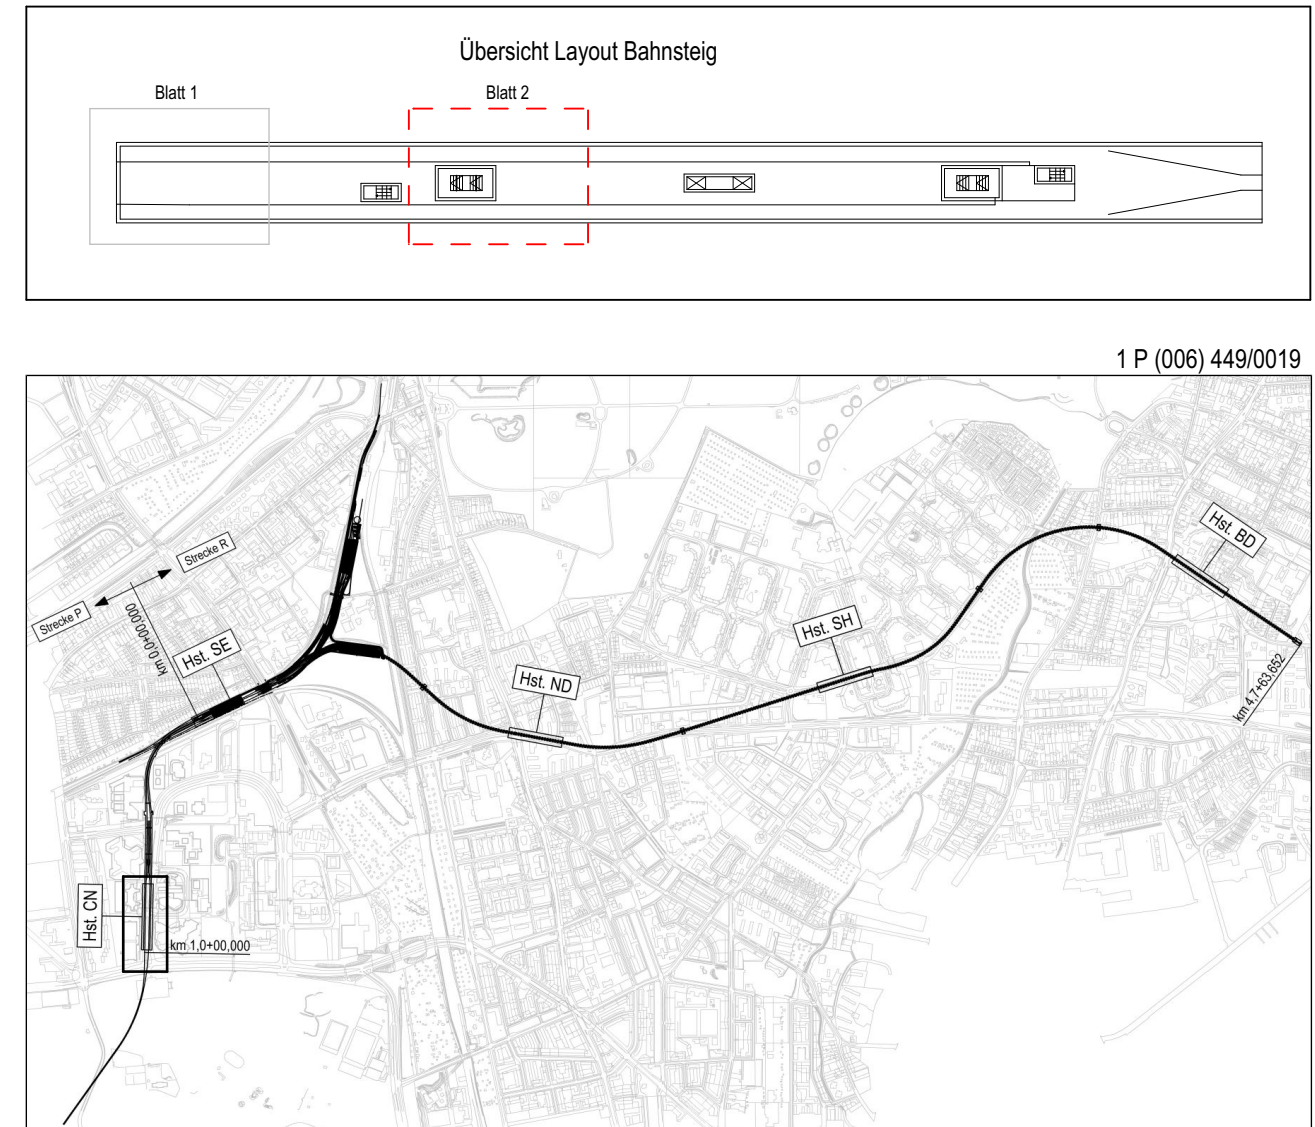 Übersicht Layout Bahnsteig
Blatt 1
Blatt 2
1 P (006) 449/0019
Strecke R
Strecke P
km 0,0+00,000
Hst. SE
Hst. ND
Hst. SH
Hst. BD
km 4,7+63,652
Hst. CN
km 1,0+00,000